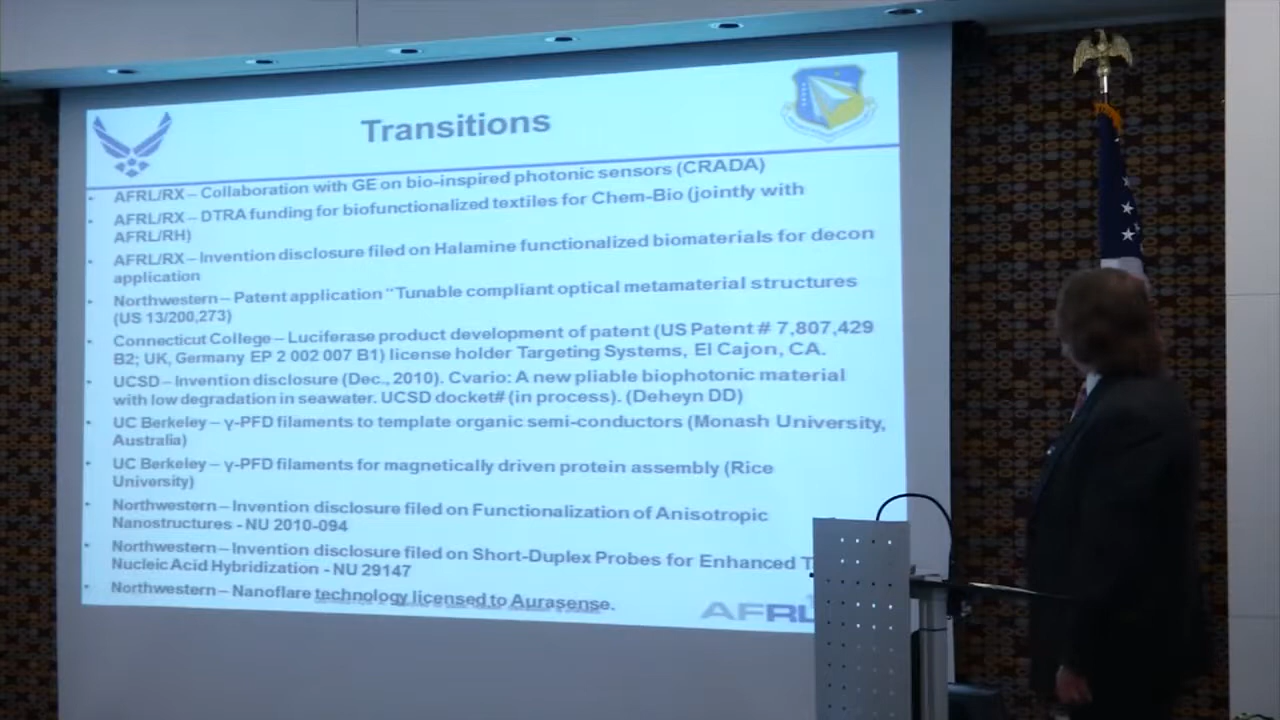 Transitions
• AFRL/RX – Collaboration with GE on bio-inspired photonic sensors (CRADA)
• AFRL/RX – DTRA funding for biofunctionalized textiles for Chem-Bio (jointly with
AFRL/RH)
• AFRL/RX – Invention disclosure filed on Halamine functionalized biomaterials for decon
application
• Northwestern – Patent application “Tunable compliant optical metamaterial structures
(US 13/200,273)
• Connecticut College – Luciferase product development of patent (US Patent # 7,807,429
B2; UK, Germany EP 2 002 007 B1) license holder Targeting Systems, El Cajon, CA.
• UCSD – Invention disclosure (Dec., 2010). Cvario: A new pliable biophotonic material
with low degradation in seawater. UCSD docket# (in process). (Deheyn DD)
• UC Berkeley – γ-PFD filaments to template organic semi-conductors (Monash University,
Australia)
• UC Berkeley – γ-PFD filaments for magnetically driven protein assembly (Rice
University)
• Northwestern – Invention disclosure filed on Functionalization of Anisotropic
Nanostructures - NU 2010-094
• Northwestern – Invention disclosure filed on Short-Duplex Probes for Enhanced T
Nucleic Acid Hybridization - NU 29147
• Northwestern – Nanoflare technology licensed to Aurasense.
AFRL